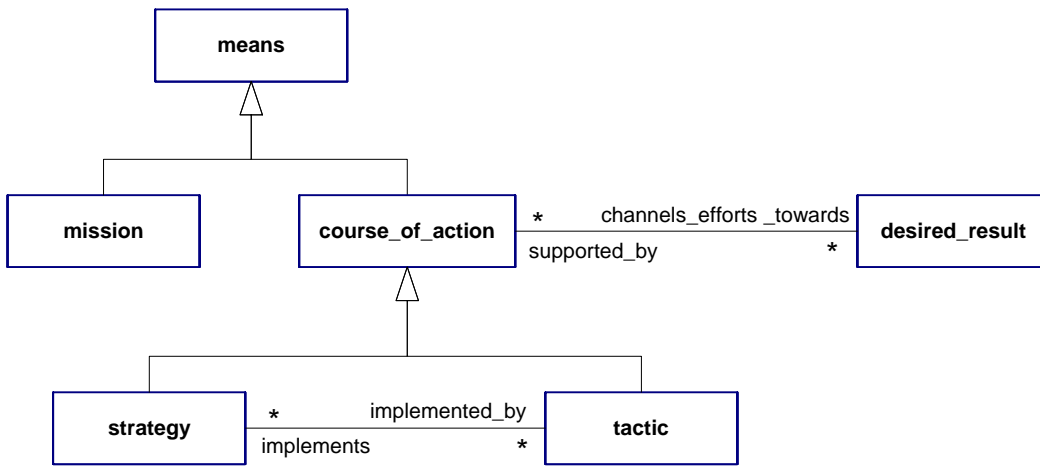 means
mission
course_of_action
* channels_efforts _towards
supported_by *
desired_result
strategy
* implemented_by
implements *
tactic